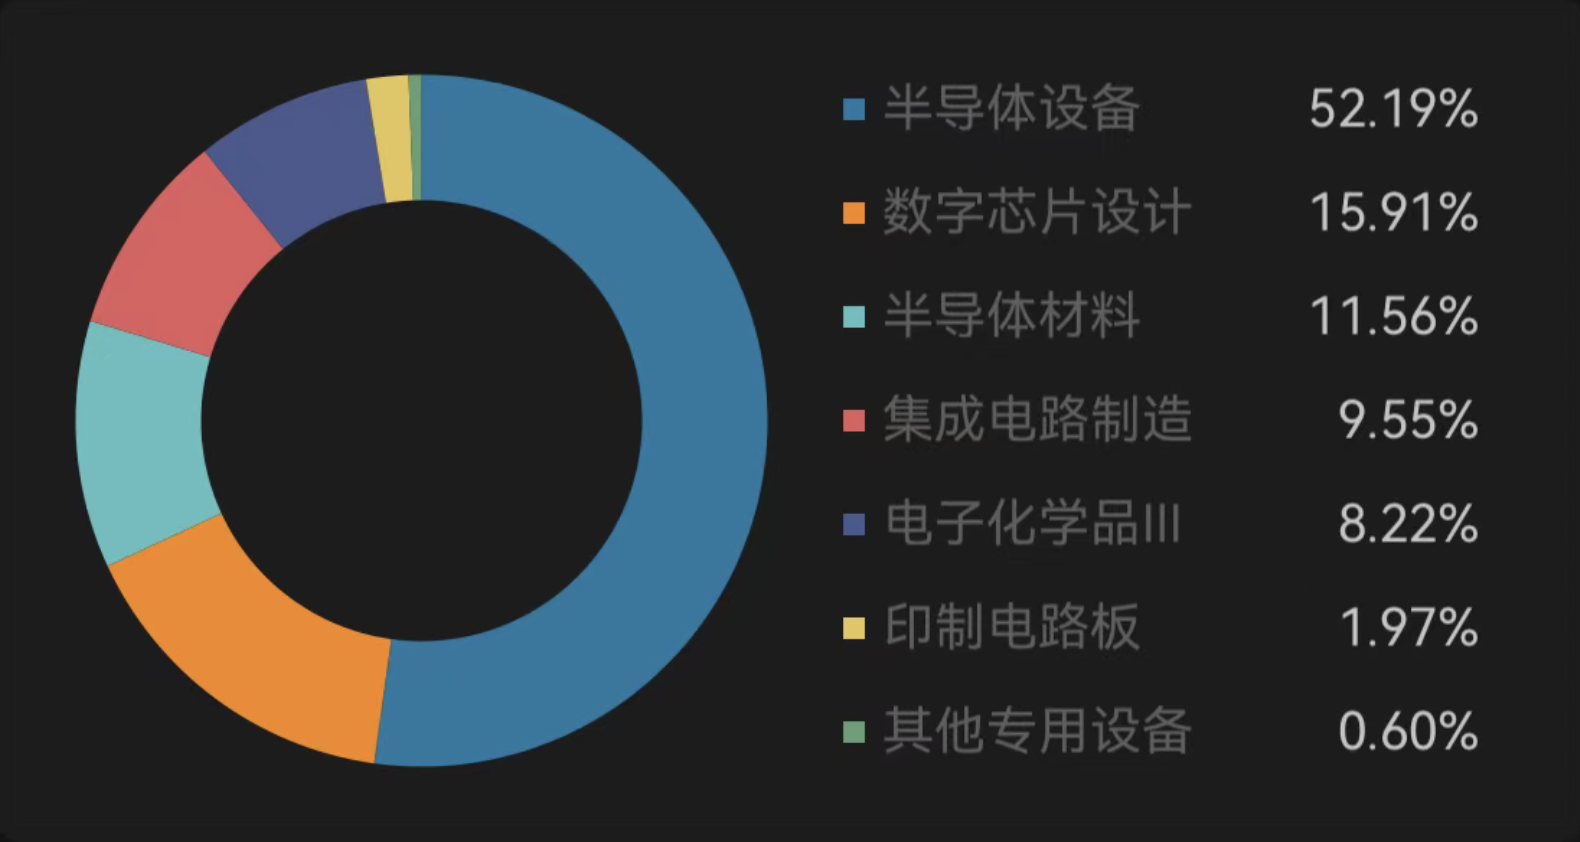 半导体设备 52.19%
数字芯片设计 15.91%
半导体材料 11.56%
集成电路制造 9.55%
电子化学品III 8.22%
印制电路板 1.97%
其他专用设备 0.60%